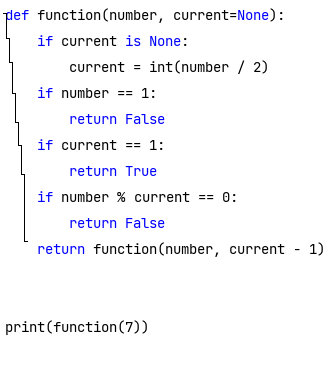 def function(number, current=None):
    if current is None:
        current = int(number / 2)
    if number == 1:
        return False
    if current == 1:
        return True
    if number % current == 0:
        return False
    return function(number, current - 1)
print(function(7))